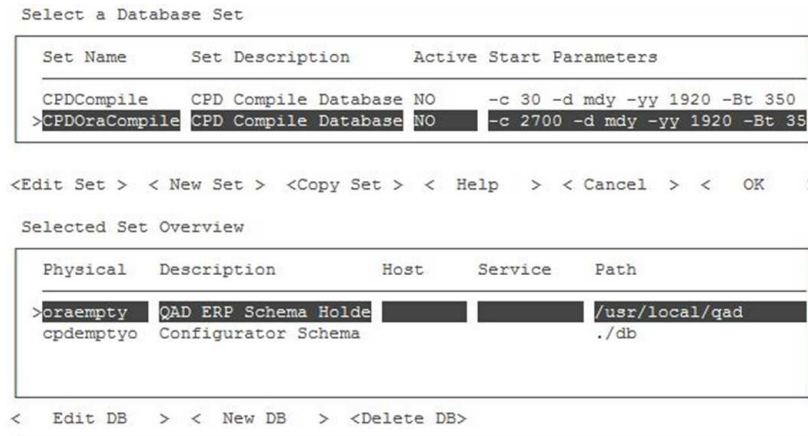 Select a Database Set
Set Name Set Description Active Start Parameters
CPDCompile CPD Compile Database NO -c 30 -d mdy -yy 1920 -Bt 350
>CPDOraCompile CPD Compile Database NO -c 2700 -d mdy -yy 1920 -Bt 35
<Edit Set > < New Set > <Copy Set > < Help > < Cancel > < OK
Selected Set Overview
Physical Description Host Service Path
>oraempty QAD ERP Schema Holde /usr/local/qad
cpdemptyo Configurator Schema ./db
< Edit DB > < New DB > <Delete DB>